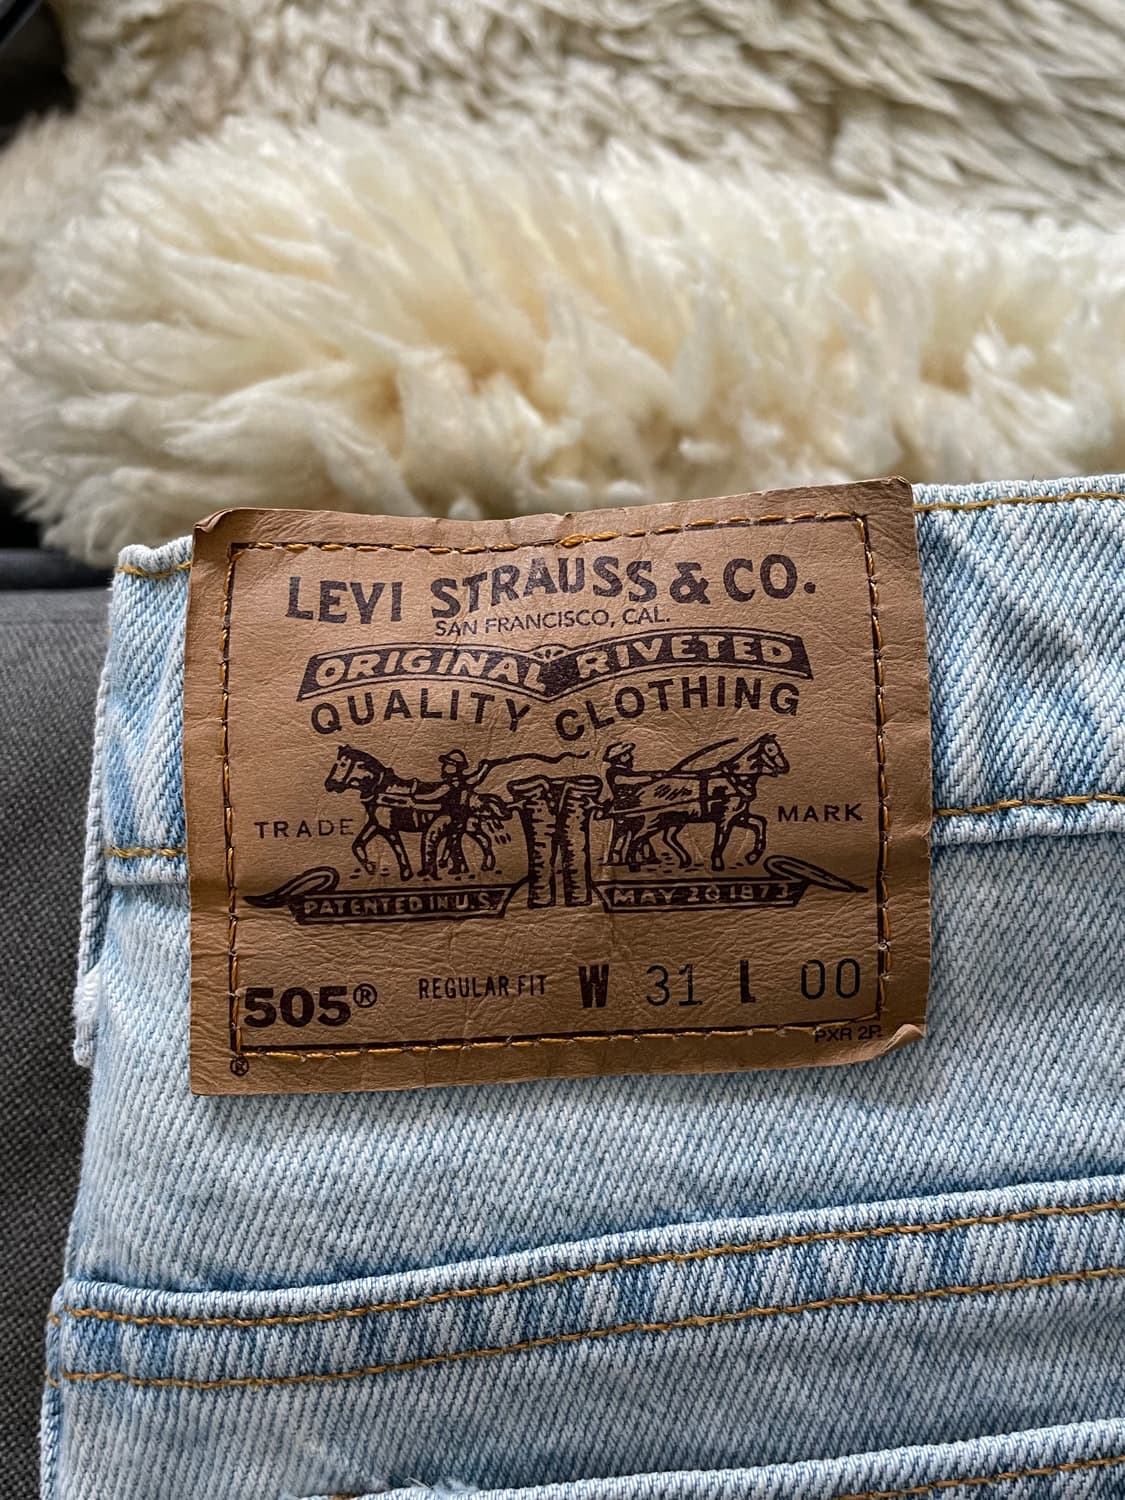 LEVI STRAUSS & CO.
SAN FRANCISCO, CAL.
ORIGINAL RIVETED
QUALITY CLOTHING
TRADE MARK
PATENTED IN U.S. MAY 20 1873
505® REGULAR FIT W 31 L 00
PXR 2P
®